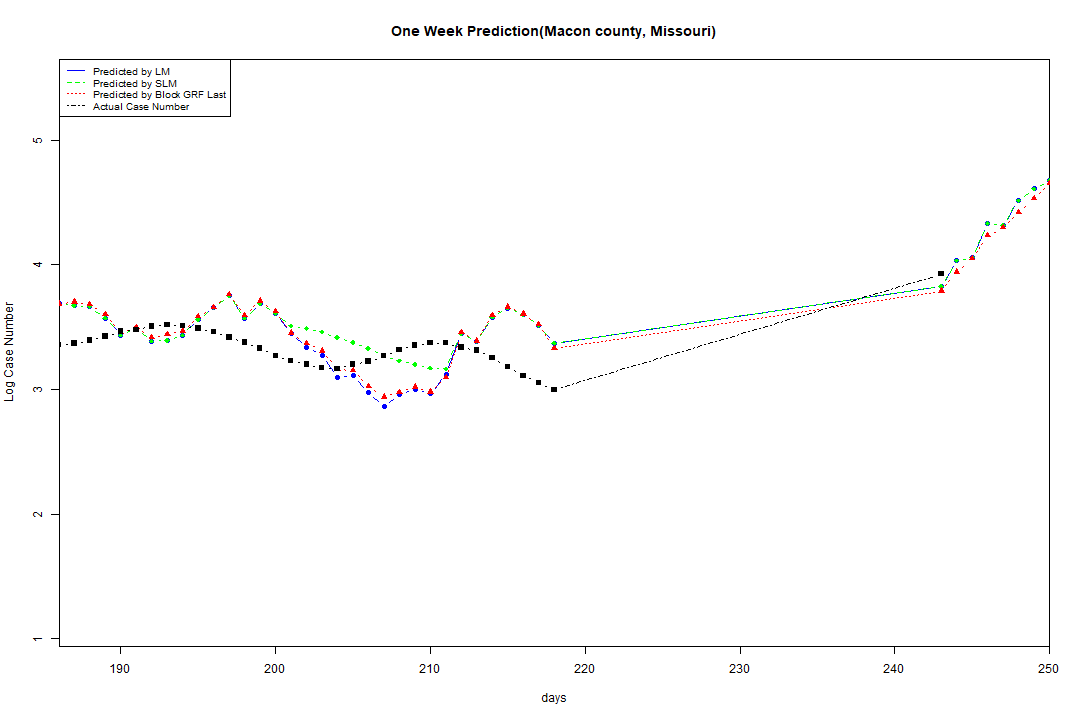 One Week Prediction(Macon county, Missouri)
Predicted by LM
Predicted by SLM
Predicted by Block GRF Last
Actual Case Number
5
4
3
2
1
Log Case Number
190 200 210 220 230 240 250
days